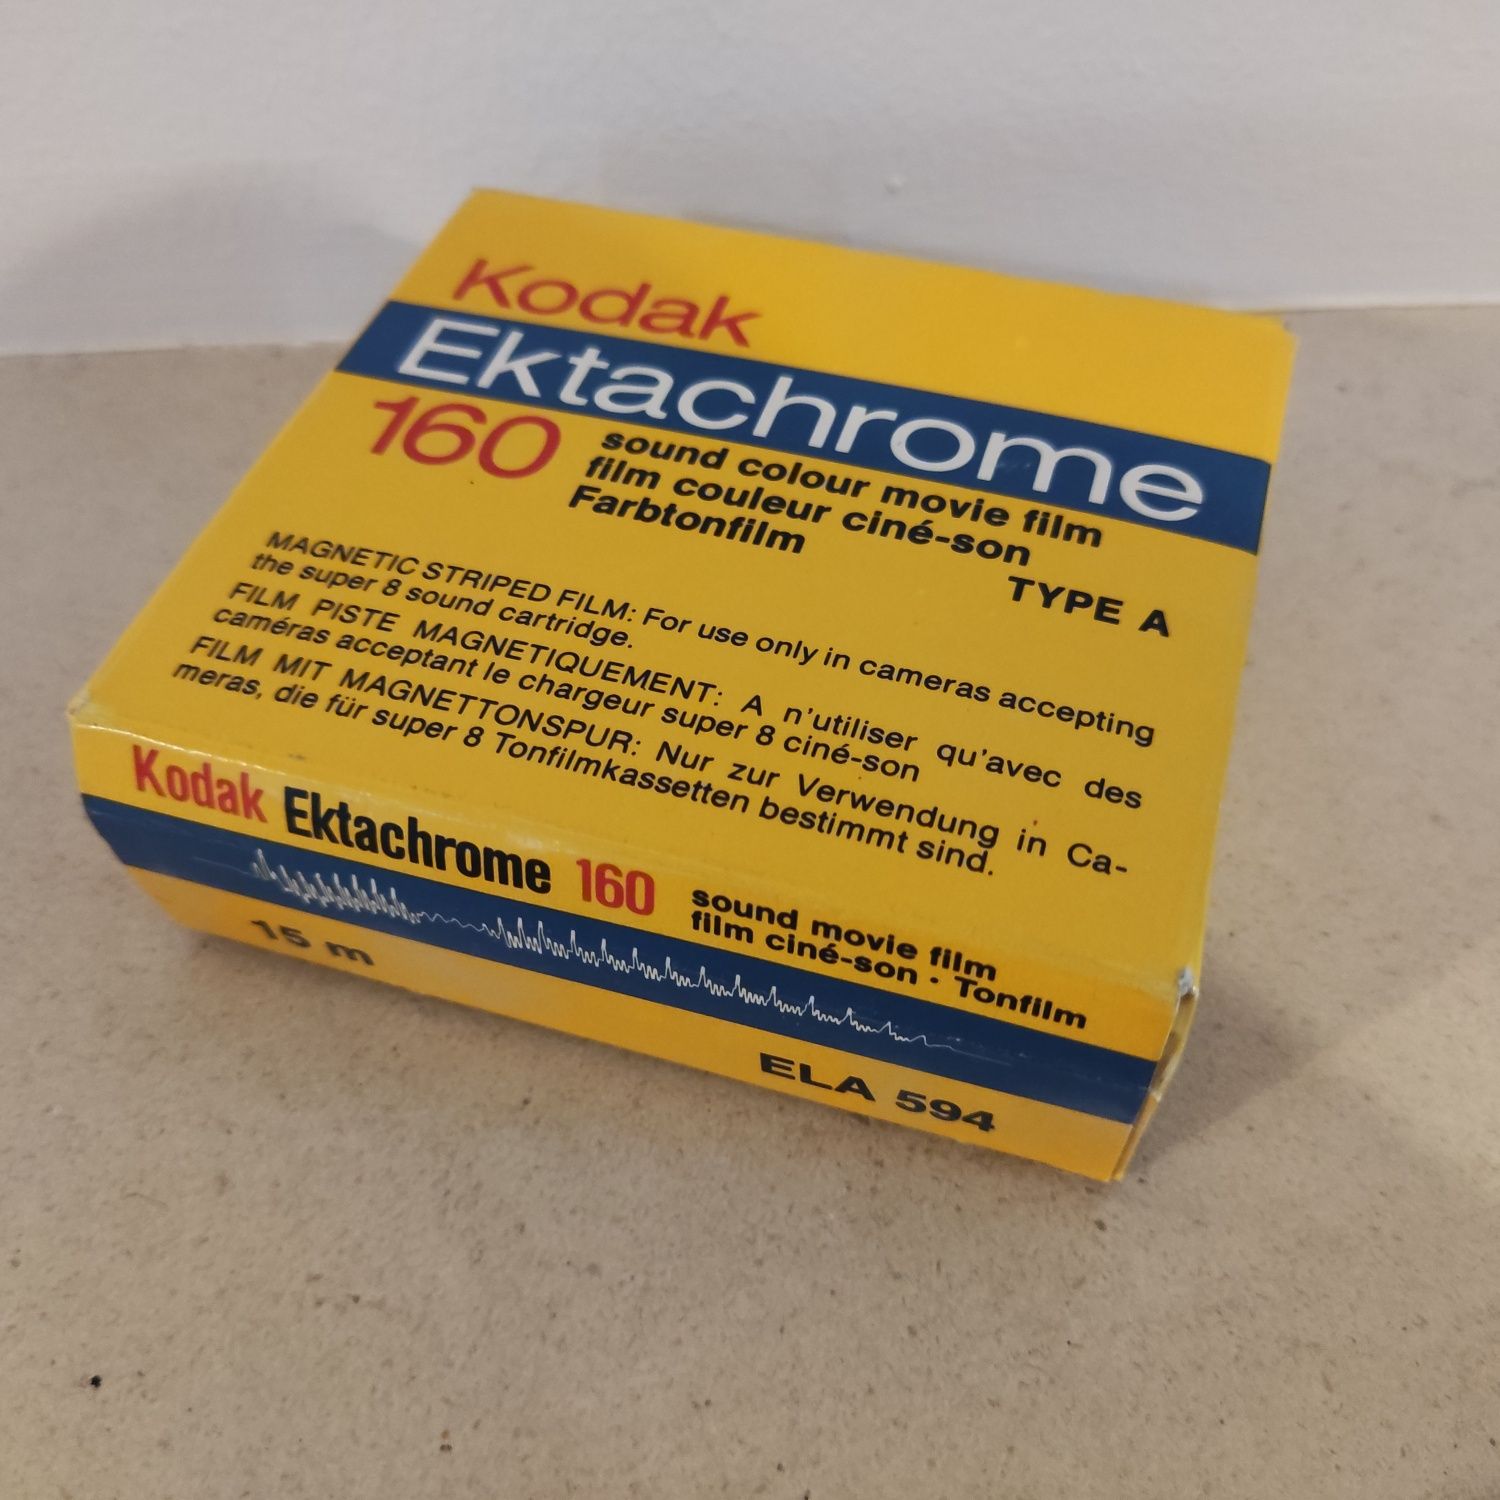 Kodak
Ektachrome
160
sound colour movie film
film couleur ciné-son
Farbtonfilm
TYPE A
MAGNETIC STRIPED FILM: For use only in cameras accepting
the super 8 sound cartridge.
FILM PISTE MAGNETIQUEMENT: A n'utiliser qu'avec des
caméras acceptant le chargeur super 8 ciné-son
FILM MIT MAGNETTONSPUR: Nur zur Verwendung in Ca-
meras, die für super 8 Tonfilmkassetten bestimmt sind.
Kodak Ektachrome 160
sound movie film
film ciné-son · Tonfilm
15 m
ELA 594